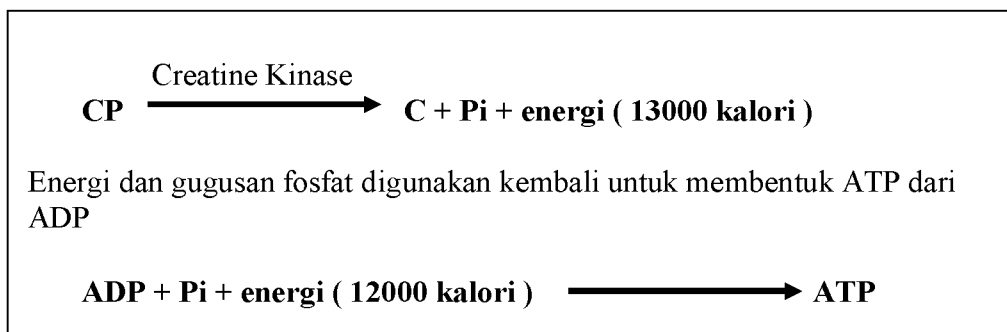 Creatine Kinase
CP C + Pi + energi ( 13000 kalori )
Energi dan gugusan fosfat digunakan kembali untuk membentuk ATP dari
ADP
ADP + Pi + energi ( 12000 kalori ) ATP